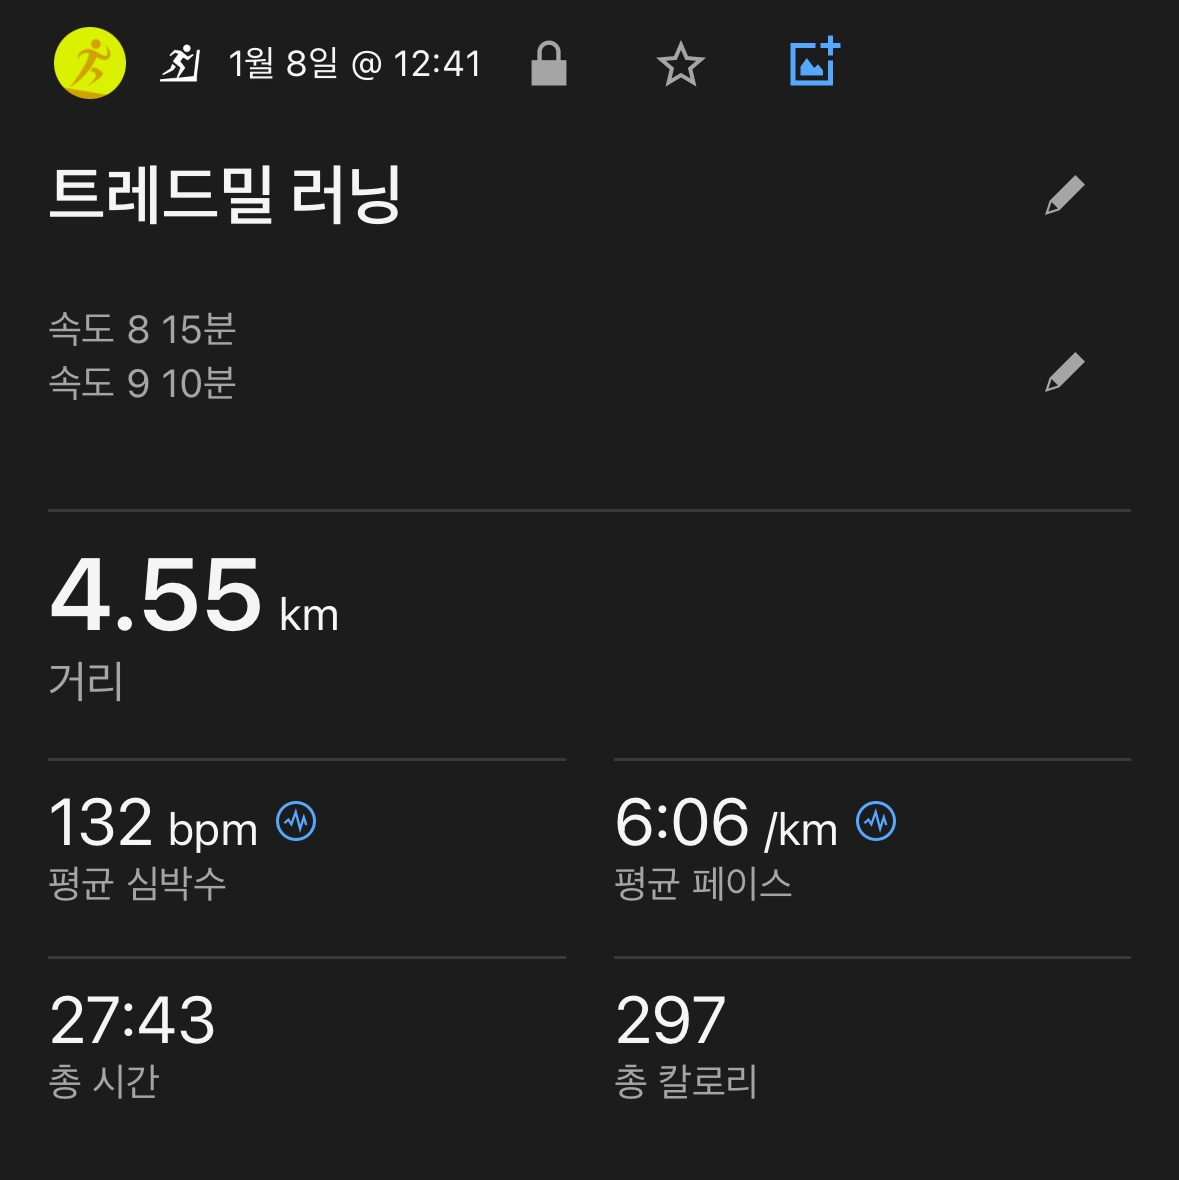 1월 8일 @ 12:41
트레드밀 러닝
속도 8 15분
속도 9 10분
4.55 km
거리
132 bpm
평균 심박수
6:06 /km
평균 페이스
27:43
총 시간
297
총 칼로리